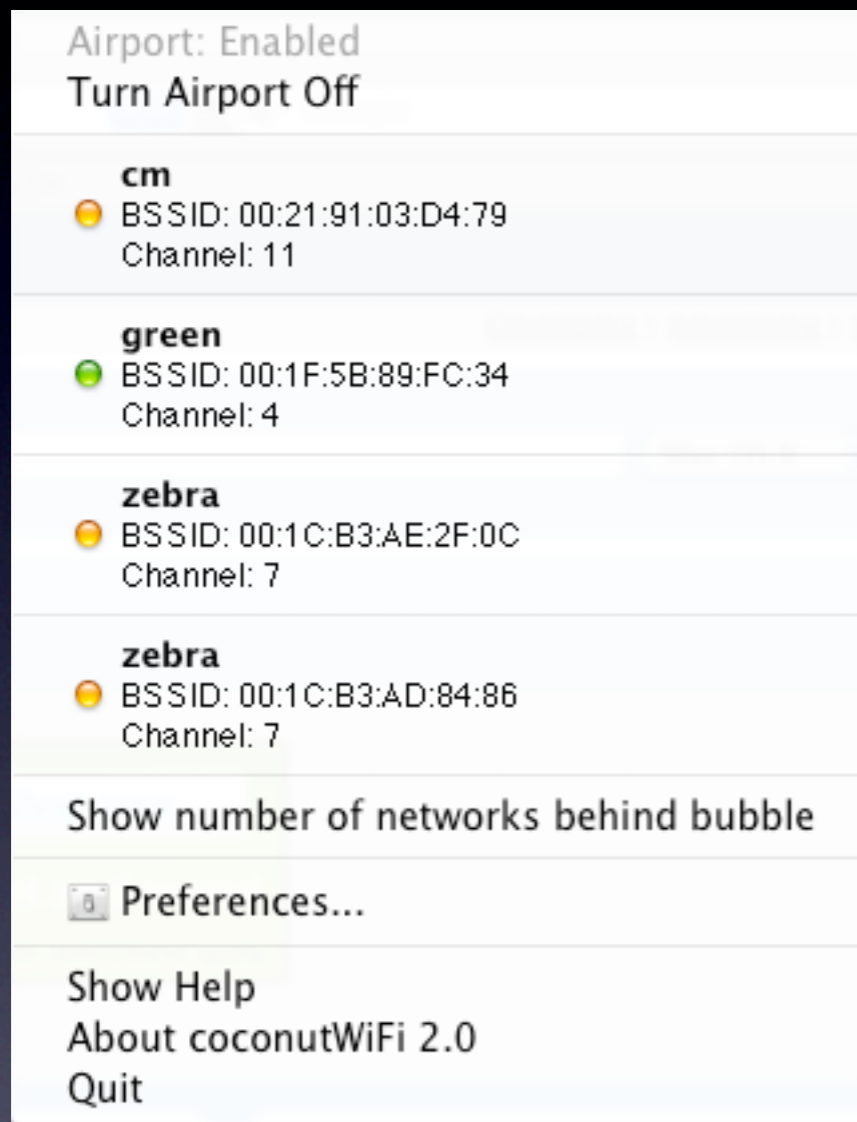 Airport: Enabled
Turn Airport Off
cm
BSSID: 00:21:91:03:D4:79
Channel: 11
green
BSSID: 00:1F:5B:89:FC:34
Channel: 4
zebra
BSSID: 00:1C:B3:AE:2F:0C
Channel: 7
zebra
BSSID: 00:1C:B3:AD:84:86
Channel: 7
Show number of networks behind bubble
Preferences...
Show Help
About coconutWiFi 2.0
Quit